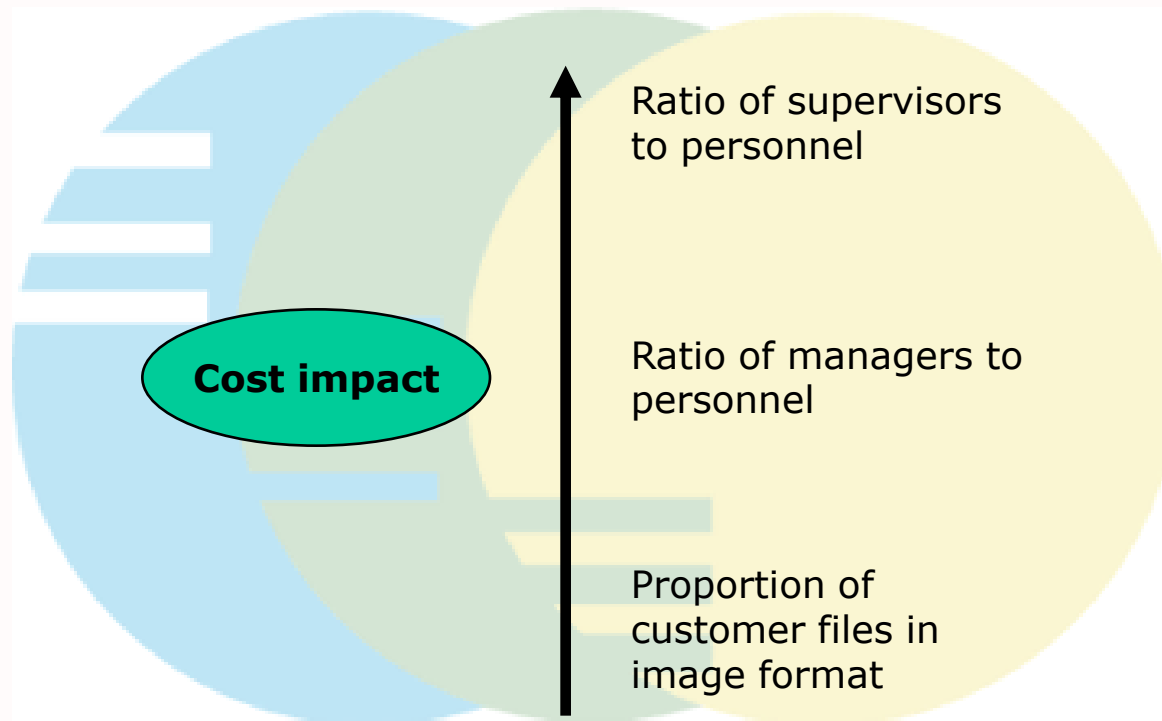 Ratio of supervisors
to personnel
Cost impact
Ratio of managers to
personnel
Proportion of
customer files in
image format